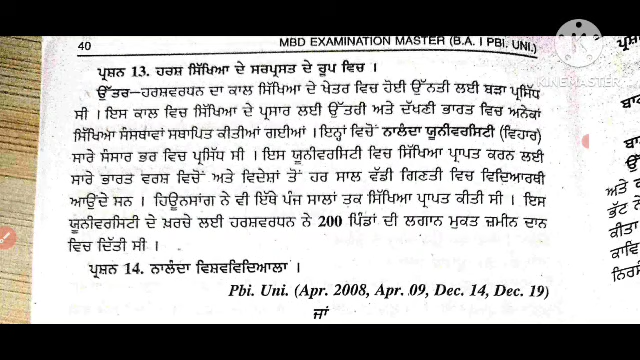 40
MBD EXAMINATION MASTER (B.A. I PBI. UNI.)
KINEMASTER
ਪ੍ਰਸ਼ਨ 13. ਹਰਸ਼ ਸਿੱਖਿਆ ਦੇ ਸਰਪ੍ਰਸਤ ਦੇ ਰੂਪ ਵਿਚ ।
ਉੱਤਰ–ਹਰਸ਼ਵਰਧਨ ਦਾ ਕਾਲ ਸਿੱਖਿਆ ਦੇ ਖੇਤਰ ਵਿਚ ਹੋਈ ਉੱਨਤੀ ਲਈ ਬੜਾ ਪ੍ਰਸਿੱਧ
ਸੀ । ਇਸ ਕਾਲ ਵਿਚ ਸਿੱਖਿਆ ਦੇ ਪ੍ਰਸਾਰ ਲਈ ਉੱਤਰੀ ਅਤੇ ਦੱਖਣੀ ਭਾਰਤ ਵਿਚ ਅਨੇਕਾਂ
ਸਿੱਖਿਆ ਸੰਸਥਾਵਾਂ ਸਥਾਪਿਤ ਕੀਤੀਆਂ ਗਈਆਂ । ਇਨ੍ਹਾਂ ਵਿਚੋਂ ਨਾਲੰਦਾ ਯੂਨੀਵਰਸਿਟੀ (ਵਿਹਾਰ)
ਸਾਰੇ ਸੰਸਾਰ ਭਰ ਵਿਚ ਪ੍ਰਸਿੱਧ ਸੀ । ਇਸ ਯੂਨੀਵਰਸਿਟੀ ਵਿਚ ਸਿੱਖਿਆ ਪ੍ਰਾਪਤ ਕਰਨ ਲਈ
ਸਾਰੇ ਭਾਰਤ ਵਰਸ਼ ਵਿਚੋਂ ਅਤੇ ਵਿਦੇਸ਼ਾਂ ਤੋਂ ਹਰ ਸਾਲ ਵੱਡੀ ਗਿਣਤੀ ਵਿਚ ਵਿਦਿਆਰਥੀ
ਆਉਂਦੇ ਸਨ । ਹਿਊਨਸਾਂਗ ਨੇ ਵੀ ਇੱਥੇ ਪੰਜ ਸਾਲਾਂ ਤਕ ਸਿੱਖਿਆ ਪ੍ਰਾਪਤ ਕੀਤੀ ਸੀ । ਇਸ
ਯੂਨੀਵਰਸਿਟੀ ਦੇ ਖ਼ਰਚੇ ਲਈ ਹਰਸ਼ਵਰਧਨ ਨੇ 200 ਪਿੰਡਾਂ ਦੀ ਲਗਾਨ ਮੁਕਤ ਜ਼ਮੀਨ ਦਾਨ
ਵਿਚ ਦਿੱਤੀ ਸੀ ।
ਪ੍ਰਸ਼ਨ 14. ਨਾਲੰਦਾ ਵਿਸ਼ਵਵਿਦਿਆਲਾ ।
Pbi. Uni. (Apr. 2008, Apr. 09, Dec. 14, Dec. 19)
ਜਾਂ
ਅਤੇ
ਭੱਟ ਨੇ
ਕੀਤਾ
ਕਾਵਿ